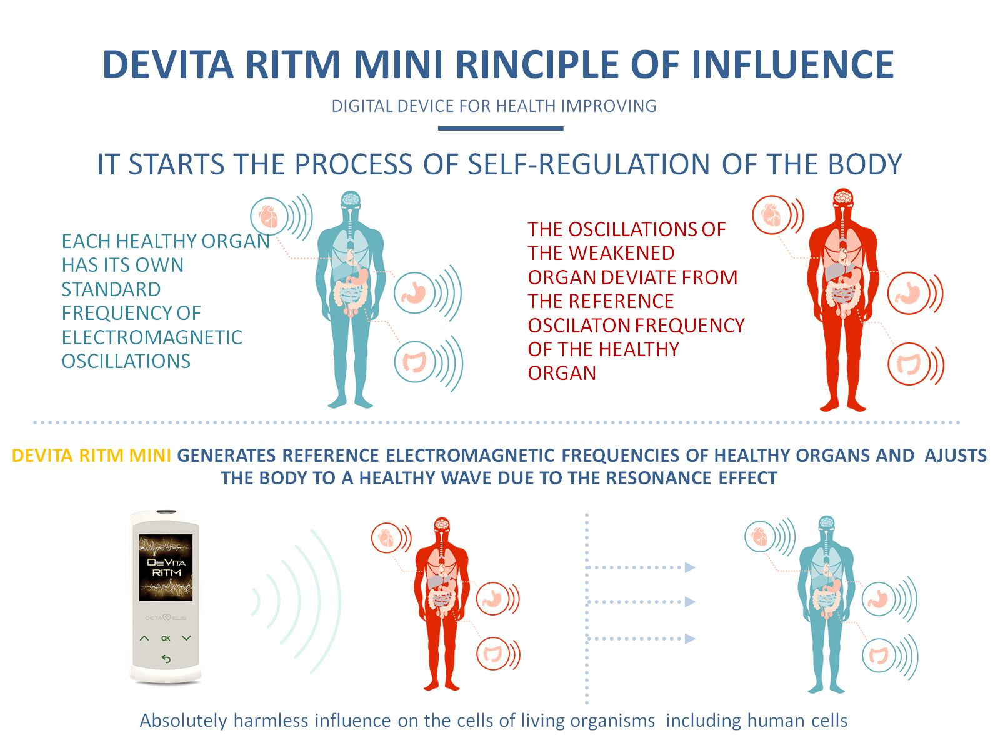 DEVITA RITM MINI RINCIPLE OF INFLUENCE
DIGITAL DEVICE FOR HEALTH IMPROVING
IT STARTS THE PROCESS OF SELF-REGULATION OF THE BODY
EACH HEALTHY ORGAN
HAS ITS OWN
STANDARD
FREQUENCY OF
ELECTROMAGNETIC
OSCILLATIONS
THE OSCILLATIONS OF
THE WEAKENED
ORGAN DEVIATE FROM
THE REFERENCE
OSCILATON FREQUENCY
OF THE HEALTHY
ORGAN
DEVITA RITM MINI GENERATES REFERENCE ELECTROMAGNETIC FREQUENCIES OF HEALTHY ORGANS AND AJUSTS
THE BODY TO A HEALTHY WAVE DUE TO THE RESONANCE EFFECT
DEVITA
RITM
DETA ELIS
OK
Absolutely harmless influence on the cells of living organisms including human cells